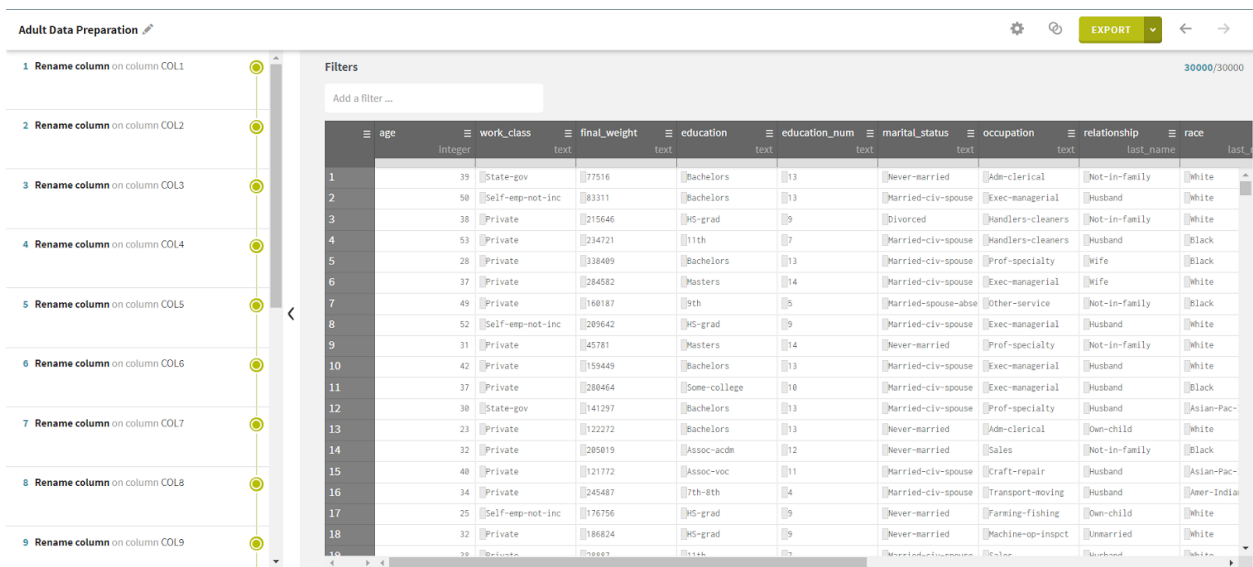 Adult Data Preparation
EXPORT
1 Rename column on column COL1
2 Rename column on column COL2
3 Rename column on column COL3
4 Rename column on column COL4
5 Rename column on column COL5
6 Rename column on column COL6
7 Rename column on column COL7
8 Rename column on column COL8
9 Rename column on column COL9
Filters
30000/30000
Add a filter ...
age work_class final_weight education education_num marital_status occupation relationship race
integer text text text text text text last_name
1 39 State-gov 77516 Bachelors 13 Never-married Adm-clerical Not-in-family White
2 50 Self-emp-not-inc 83311 Bachelors 13 Married-civ-spouse Exec-managerial Husband White
3 38 Private 215646 HS-grad 9 Divorced Handlers-cleaners Not-in-family White
4 53 Private 234721 11th 7 Married-civ-spouse Handlers-cleaners Husband Black
5 28 Private 338409 Bachelors 13 Married-civ-spouse Prof-specialty Wife Black
6 37 Private 284582 Masters 14 Married-civ-spouse Exec-managerial Wife White
7 49 Private 160187 9th 5 Married-spouse-abse Other-service Not-in-family Black
8 52 Self-emp-not-inc 209642 HS-grad 9 Married-civ-spouse Exec-managerial Husband White
9 31 Private 45781 Masters 14 Never-married Prof-specialty Not-in-family White
10 42 Private 159449 Bachelors 13 Married-civ-spouse Exec-managerial Husband White
11 37 Private 280464 Some-college 10 Married-civ-spouse Exec-managerial Husband Black
12 30 State-gov 141297 Bachelors 13 Married-civ-spouse Prof-specialty Husband Asian-Pac-
13 23 Private 122272 Bachelors 13 Never-married Adm-clerical Own-child White
14 32 Private 205019 Assoc-acdm 12 Never-married Sales Not-in-family Black
15 40 Private 121772 Assoc-voc 11 Married-civ-spouse Craft-repair Husband Asian-Pac-
16 34 Private 245487 7th-8th 4 Married-civ-spouse Transport-moving Husband Amer-India
17 25 Self-emp-not-inc 176756 HS-grad 9 Never-married Farming-fishing Own-child White
18 32 Private 186824 HS-grad 9 Never-married Machine-op-inspct Unmarried White